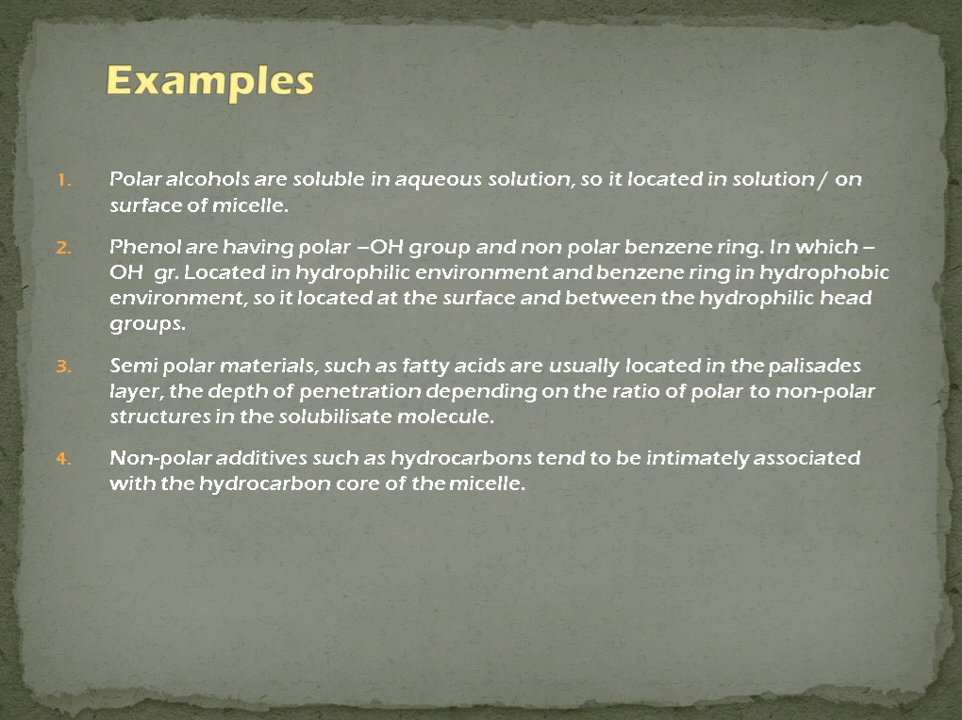 Examples
1. Polar alcohols are soluble in aqueous solution, so it located in solution / on
surface of micelle.
2. Phenol are having polar –OH group and non polar benzene ring. In which –
OH gr. Located in hydrophilic environment and benzene ring in hydrophobic
environment, so it located at the surface and between the hydrophilic head
groups.
3. Semi polar materials, such as fatty acids are usually located in the palisades
layer, the depth of penetration depending on the ratio of polar to non-polar
structures in the solubilisate molecule.
4. Non-polar additives such as hydrocarbons tend to be intimately associated
with the hydrocarbon core of the micelle.